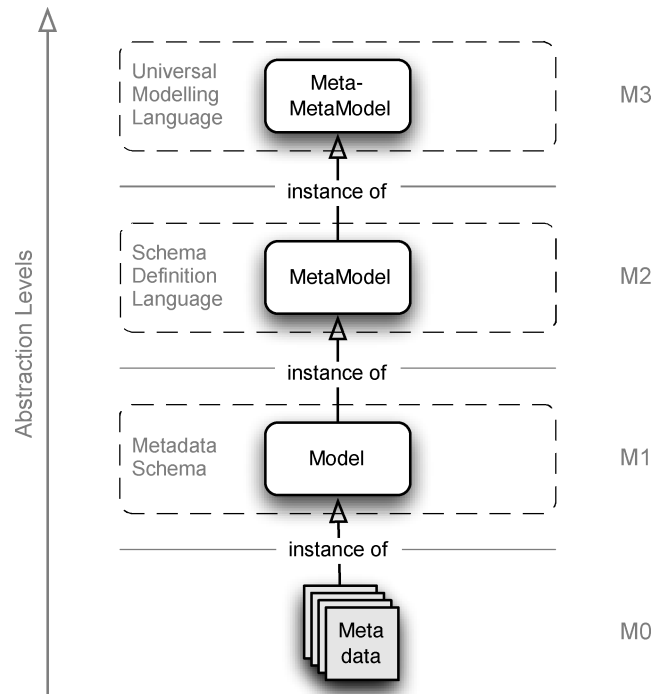 Universal
Modelling
Language
Meta-
MetaModel
M3
instance of
Schema
Definition
Language
MetaModel
M2
instance of
Metadata
Schema
Model
M1
instance of
Meta
data
M0
Abstraction Levels